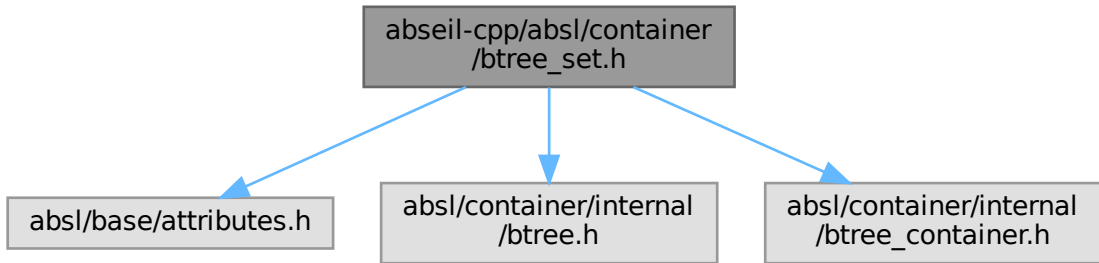 abseil-cpp/absl/container
/btree_set.h
absl/base/attributes.h
absl/container/internal
/btree.h
absl/container/internal
/btree_container.h